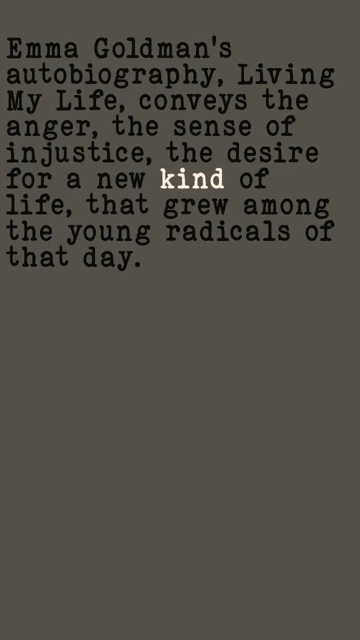 Emma Goldman's
autobiography, Living
My Life, conveys the
anger, the sense of
injustice, the desire
for a new kind of
life, that grew among
the young radicals of
that day.